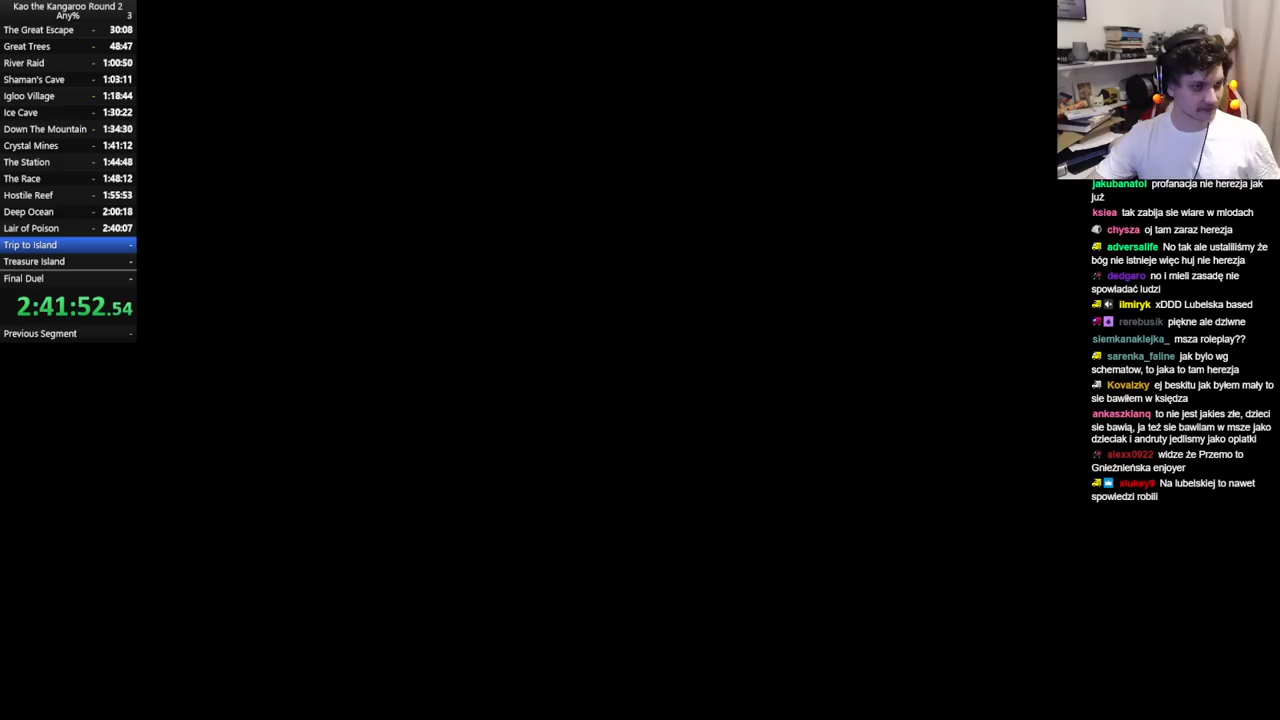 Kao the Kangaroo Round 2
Any% 3
The Great Escape - 30:08
Great Trees - 48:47
River Raid - 1:00:50
Shaman's Cave - 1:03:11
Igloo Village - 1:18:44
Ice Cave - 1:30:22
Down The Mountain - 1:34:30
Crystal Mines - 1:41:12
The Station - 1:44:48
The Race - 1:48:12
Hostile Reef - 1:55:53
Deep Ocean - 2:00:18
Lair of Poison - 2:40:07
Trip to Island -
Treasure Island -
Final Duel -
2:41:52.54
Previous Segment -
jakubanatol profanacja nie herezja jak
już
ksiea tak zabija sie wiare w mlodach
chysza oj tam zaraz herezja
adversalife No tak ale ustaliliśmy że
bóg nie istnieje więc huj nie herezja
dedgaro no i mieli zasadę nie
spowiadać ludzi
ilmiryk xDDD Lubelska based
rerebusik piękne ale dziwne
siemkanaklejka_ msza roleplay??
sarenka_faline jak bylo wg
schematow, to jaka to tam herezja
Kovalzky ej beskitu jak byłem mały to
sie bawiłem w księdza
ankaszklanq to nie jest jakies złe, dzieci
sie bawią, ja też sie bawilam w msze jako
dzieciak i andruty jedlismy jako oplatki
alexx0922 widze że Przemo to
Gnieźnieńska enjoyer
xlukey9 Na lubelskiej to nawet
spowiedzi robili